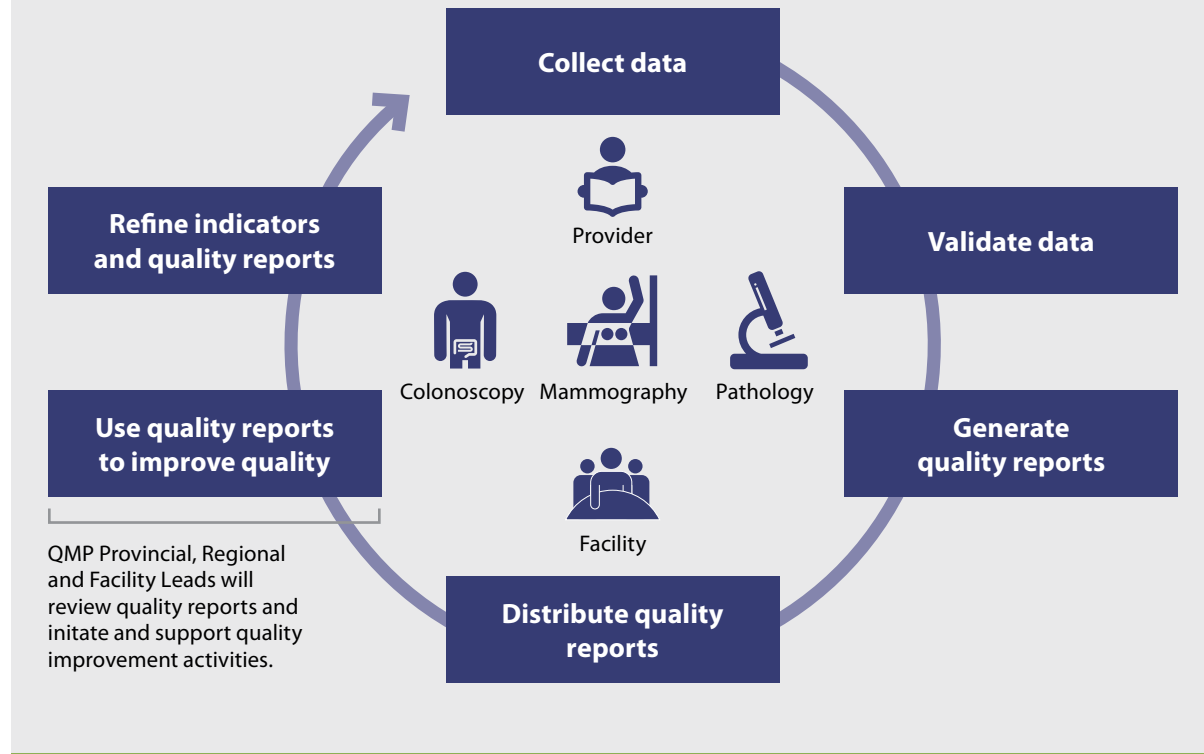 Collect data
Provider
Refine indicators
and quality reports
Validate data
Colonoscopy
Mammography
Pathology
Use quality reports
to improve quality
Generate
quality reports
Facility
QMP Provincial, Regional
and Facility Leads will
review quality reports and
initate and support quality
improvement activities.
Distribute quality
reports